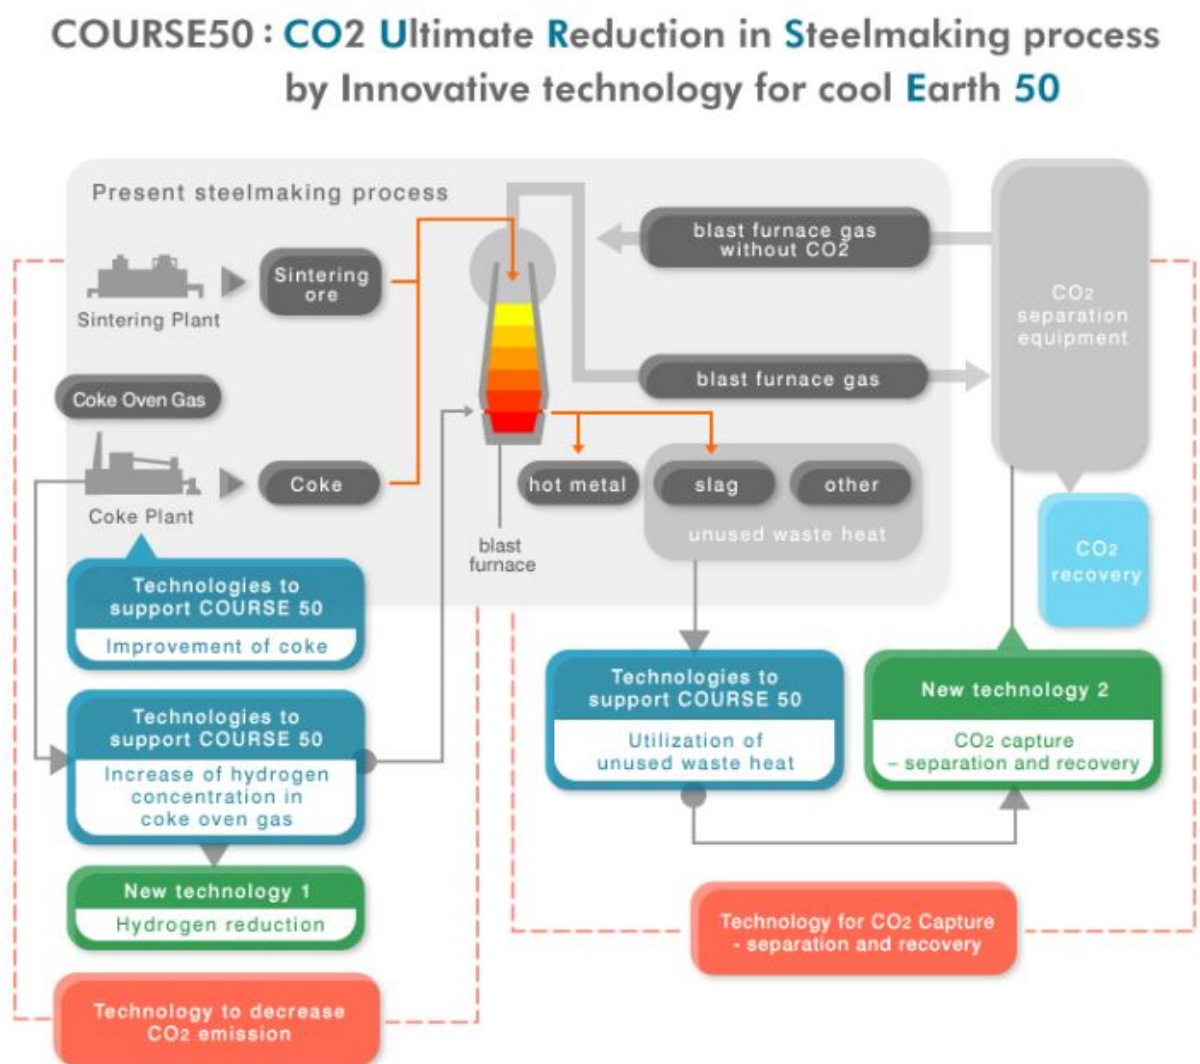 COURSE50 : CO2 Ultimate Reduction in Steelmaking process
by Innovative technology for cool Earth 50
Present steelmaking process
Sintering Plant
Sintering
ore
Coke Oven Gas
Coke Plant
Coke
blast furnace gas
without CO2
blast furnace gas
CO2
separation
equipment
hot metal
slag
other
unused waste heat
blast
furnace
CO2
recovery
Technologies to
support COURSE 50
Improvement of coke
Technologies to
support COURSE 50
Increase of hydrogen
concentration in
coke oven gas
New technology 1
Hydrogen reduction
Technology to decrease
CO2 emission
Technologies to
support COURSE 50
Utilization of
unused waste heat
New technology 2
CO2 capture
– separation and recovery
Technology for CO2 Capture
- separation and recovery